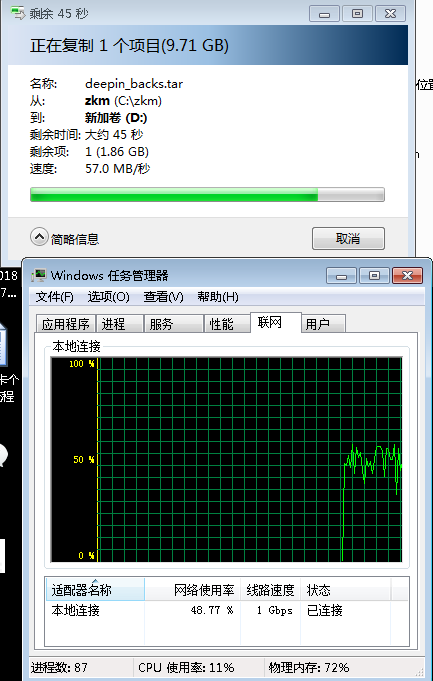 剩余 45 秒
正在复制 1 个项目(9.71 GB)
名称: deepin_backs.tar
从: zkm (C:\zkm)
到: 新加卷 (D:)
剩余时间: 大约 45 秒
剩余项: 1 (1.86 GB)
速度: 57.0 MB/秒
简略信息
取消
位置
018
7...
卡个
程
Windows 任务管理器
文件(F) 选项(O) 查看(V) 帮助(H)
应用程序 进程 服务 性能 联网 用户
本地连接
100 %
50 %
0 %
适配器名称 网络使用率 线路速度 状态
本地连接 48.77 % 1 Gbps 已连接
进程数: 87 CPU 使用率: 11% 物理内存: 72%